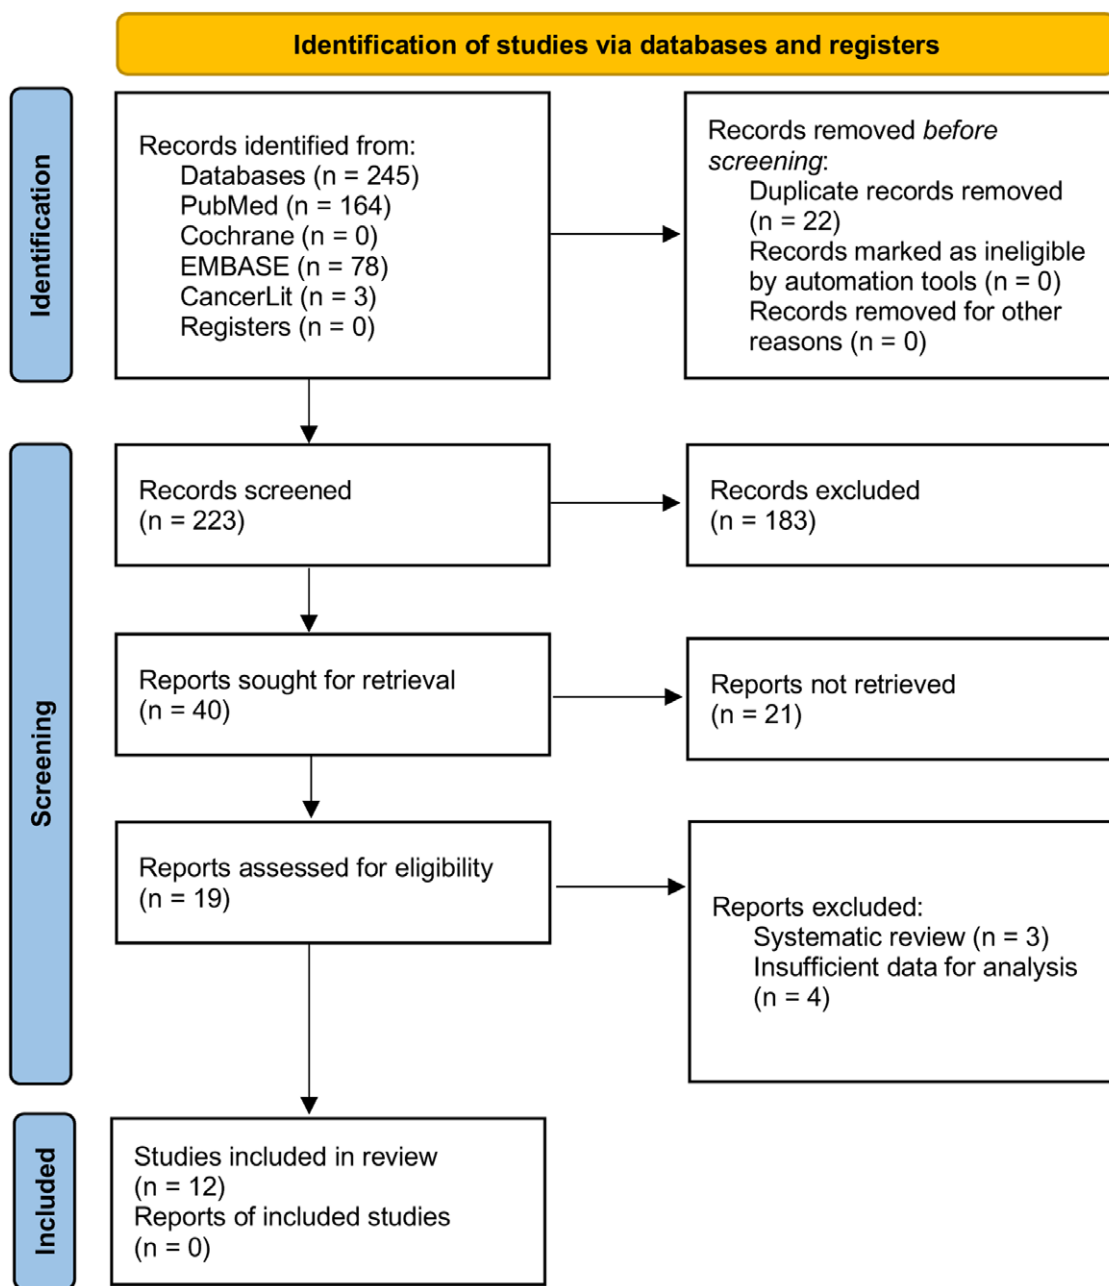 Identification of studies via databases and registers
Identification
Records identified from:
Databases (n = 245)
PubMed (n = 164)
Cochrane (n = 0)
EMBASE (n = 78)
CancerLit (n = 3)
Registers (n = 0)
Records removed before
screening:
Duplicate records removed
(n = 22)
Records marked as ineligible
by automation tools (n = 0)
Records removed for other
reasons (n = 0)
Screening
Records screened
(n = 223)
Records excluded
(n = 183)
Reports sought for retrieval
(n = 40)
Reports not retrieved
(n = 21)
Reports assessed for eligibility
(n = 19)
Reports excluded:
Systematic review (n = 3)
Insufficient data for analysis
(n = 4)
Included
Studies included in review
(n = 12)
Reports of included studies
(n = 0)